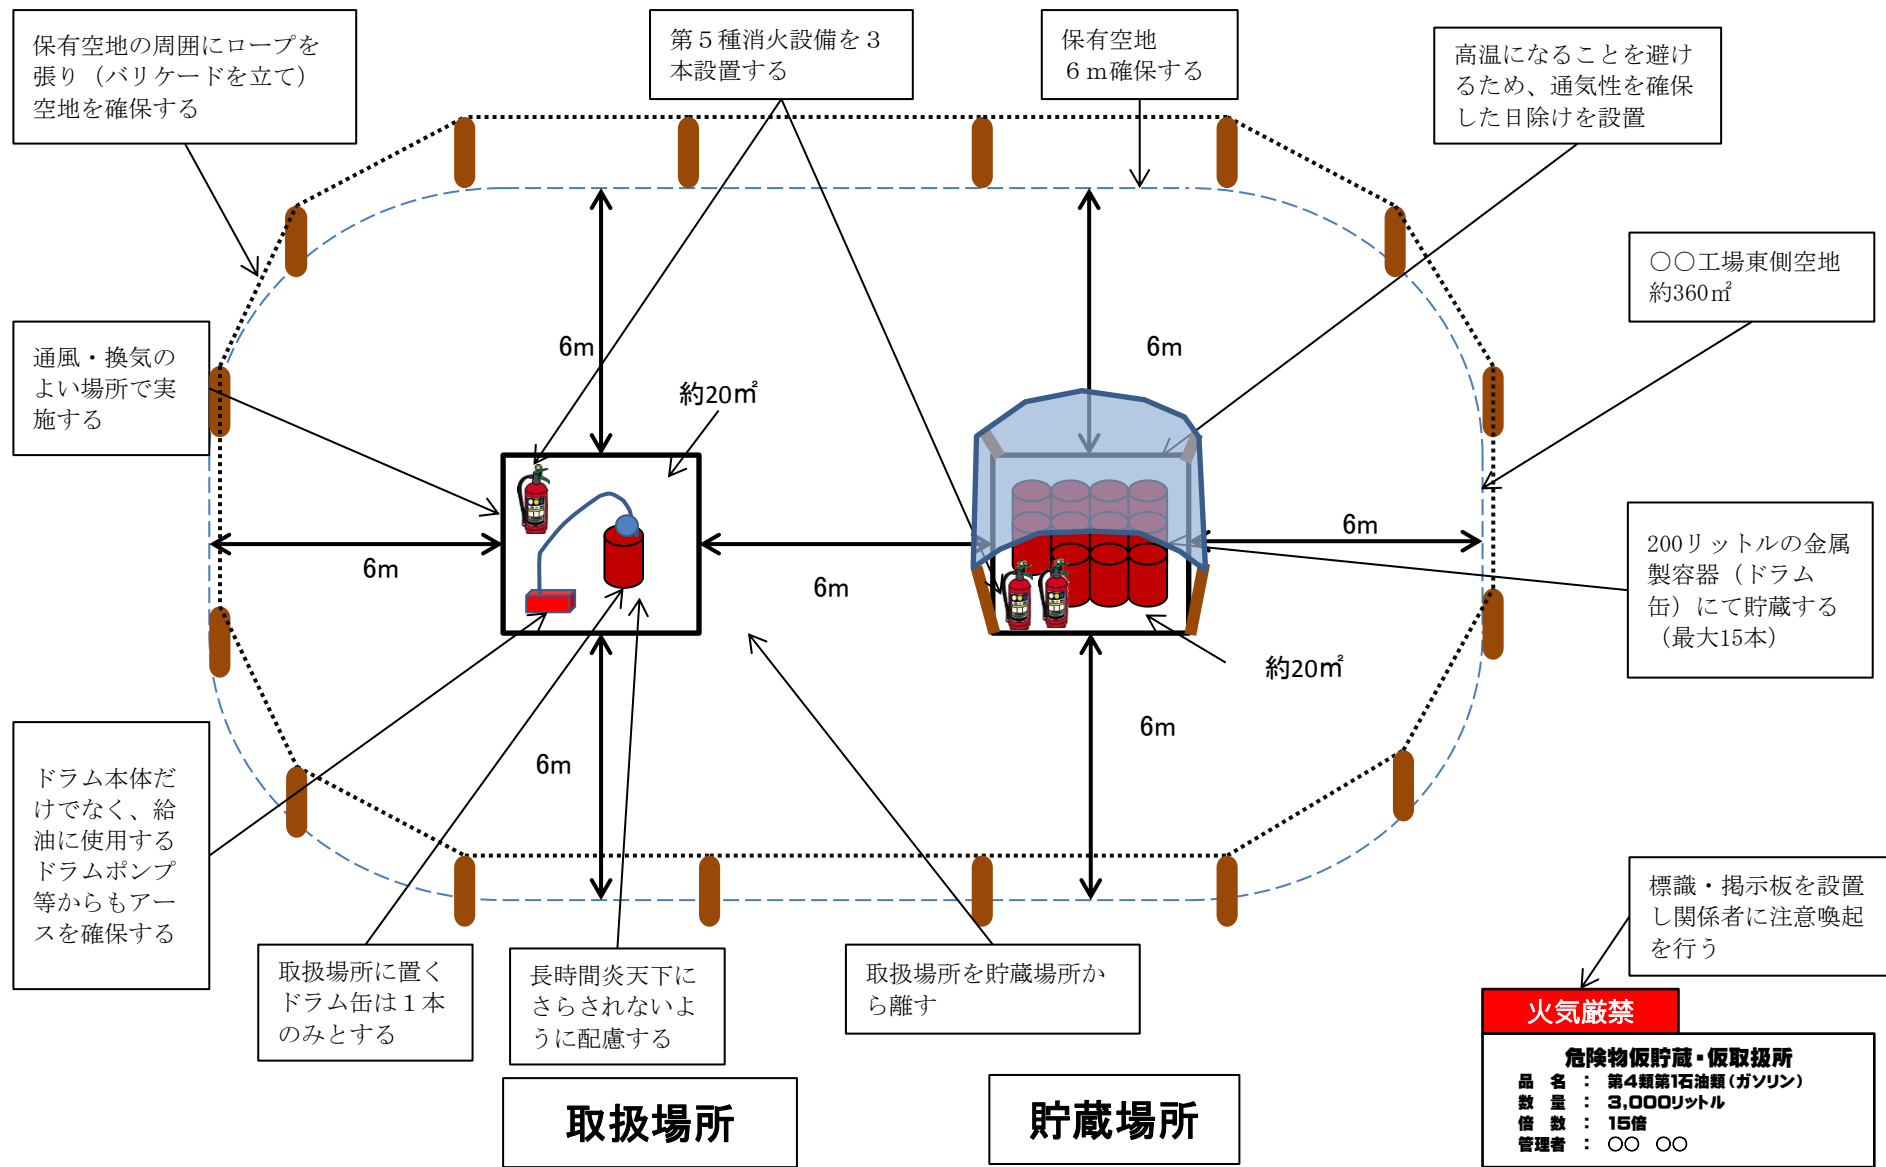 保有空地の周囲にロープを
張り（バリケードを立て）
空地を確保する
第５種消火設備を３
本設置する
保有空地
６ｍ確保する
高温になることを避け
るため、通気性を確保
した日除けを設置
〇〇工場東側空地
約360㎡
通風・換気の
よい場所で実
施する
6m
6m
約20㎡
6m
6m
6m
200リットルの金属
製容器（ドラム
缶）にて貯蔵する
（最大15本）
約20㎡
6m
6m
ドラム本体だ
けでなく、給
油に使用する
ドラムポンプ
等からもアー
スを確保する
取扱場所に置く
ドラム缶は１本
のみとする
長時間炎天下に
さらされないよ
うに配慮する
取扱場所を貯蔵場所か
ら離す
標識・掲示板を設置
し関係者に注意喚起
を行う
火気厳禁
危険物仮貯蔵・仮取扱所
品　名　：　第4類第1石油類（ガソリン）
数　量　：　3,000リットル
倍　数　：　15倍
管理者　：　〇〇　〇〇
取扱場所
貯蔵場所